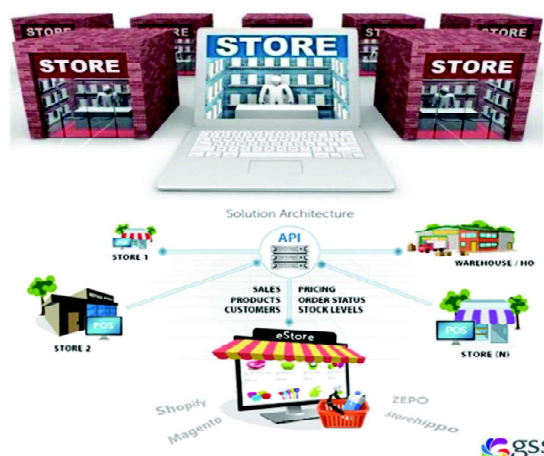 STORE
STORE
STORE
STORE
STORE
Solution Architecture
API
STORE 1
WAREHOUSE / HO
SALES
PRODUCTS
CUSTOMERS
PRICING
ORDER STATUS
STOCK LEVELS
POS
STORE 2
POS
STORE (N)
eStore
Shopify
Magento
ZEPO
Storehippo
gss